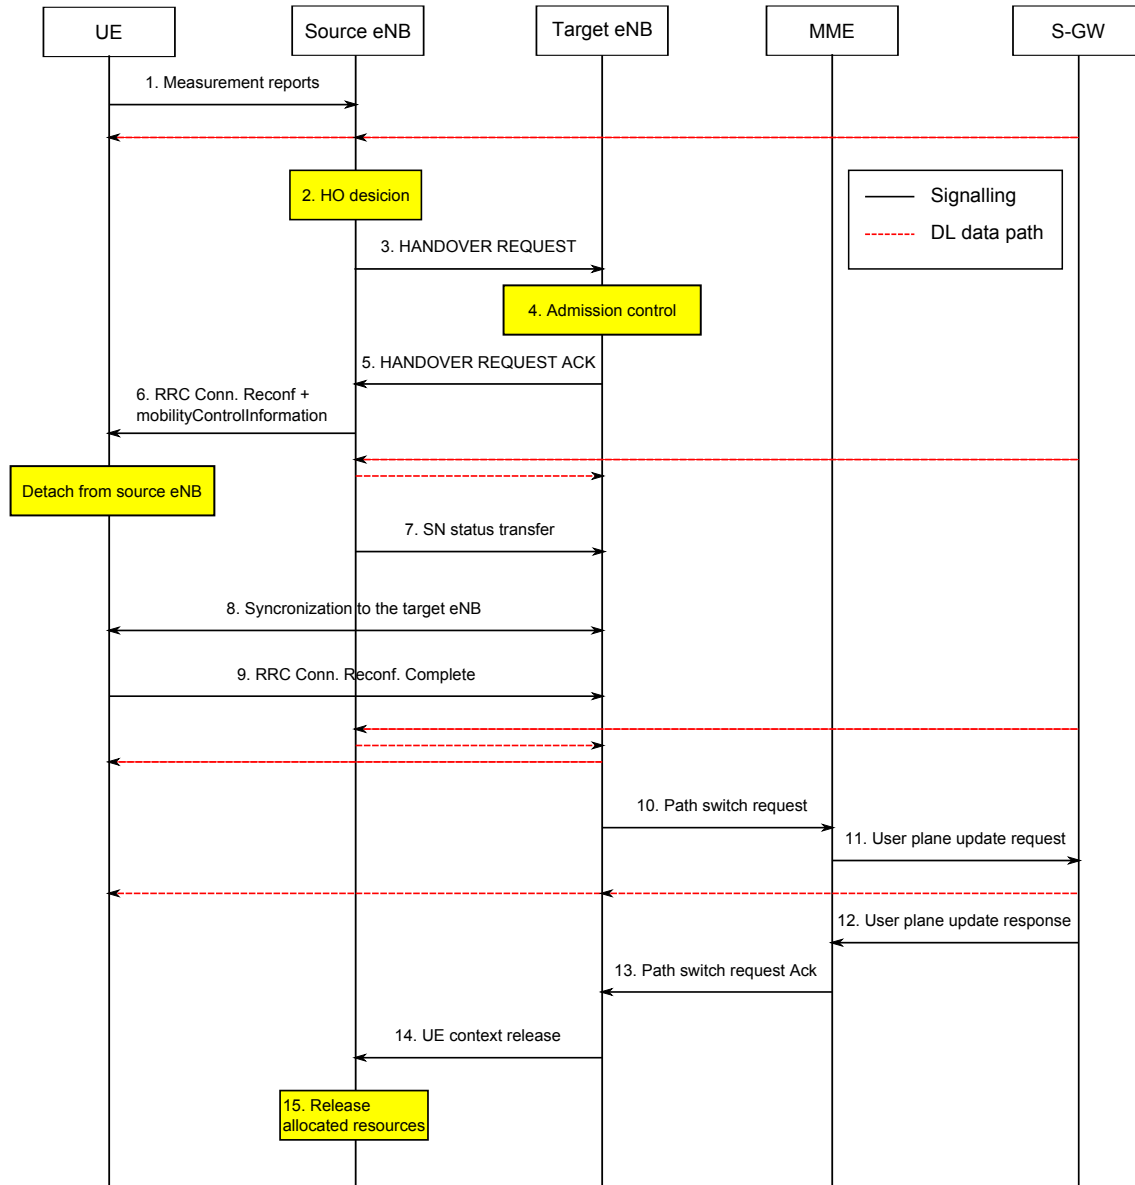 UE
Source eNB
Target eNB
MME
S-GW
1. Measurement reports
2. HO desicion
Signalling
DL data path
3. HANDOVER REQUEST
4. Admission control
5. HANDOVER REQUEST ACK
6. RRC Conn. Reconf +
mobilityControlInformation
Detach from source eNB
7. SN status transfer
8. Syncronization to the target eNB
9. RRC Conn. Reconf. Complete
10. Path switch request
11. User plane update request
12. User plane update response
13. Path switch request Ack
14. UE context release
15. Release
allocated resources